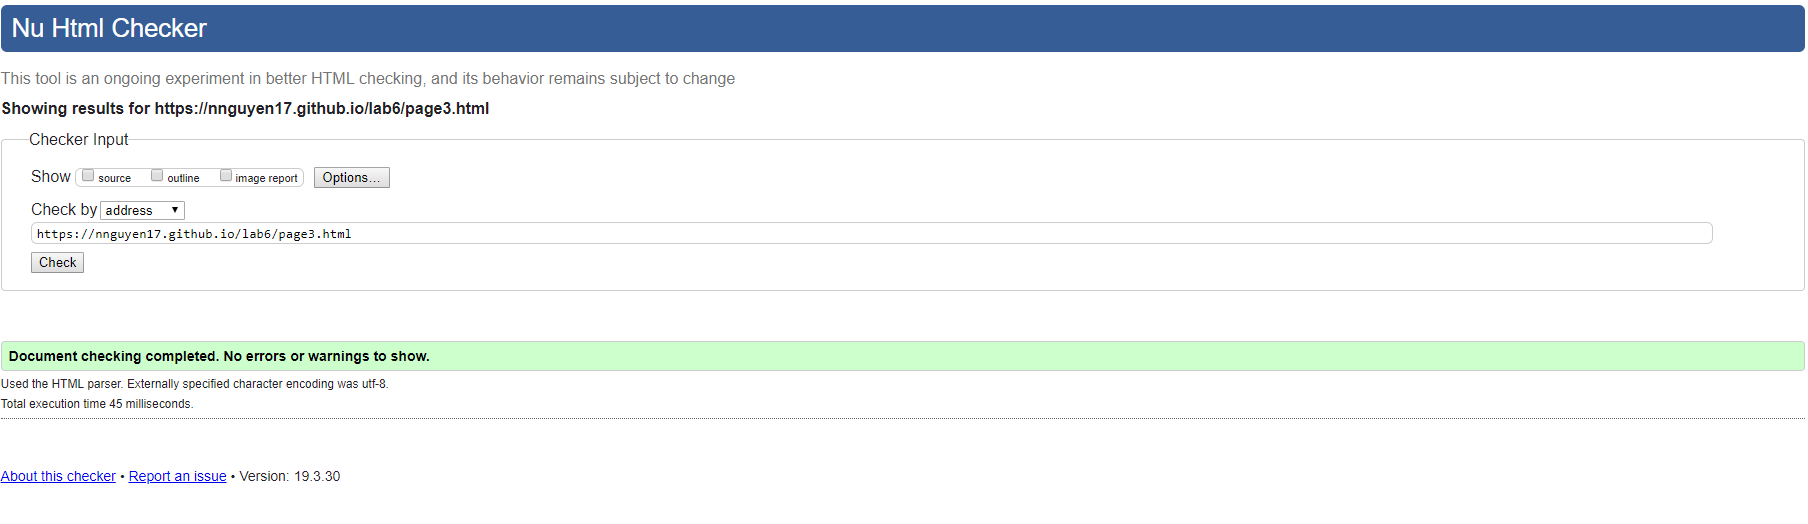 Nu Html Checker
This tool is an ongoing experiment in better HTML checking, and its behavior remains subject to change
Showing results for https://nnguyen17.github.io/lab6/page3.html
Checker Input
Show source outline image report Options...
Check by address
https://nnguyen17.github.io/lab6/page3.html
Check
Document checking completed. No errors or warnings to show.
Used the HTML parser. Externally specified character encoding was utf-8.
Total execution time 45 milliseconds.
About this checker • Report an issue • Version: 19.3.30